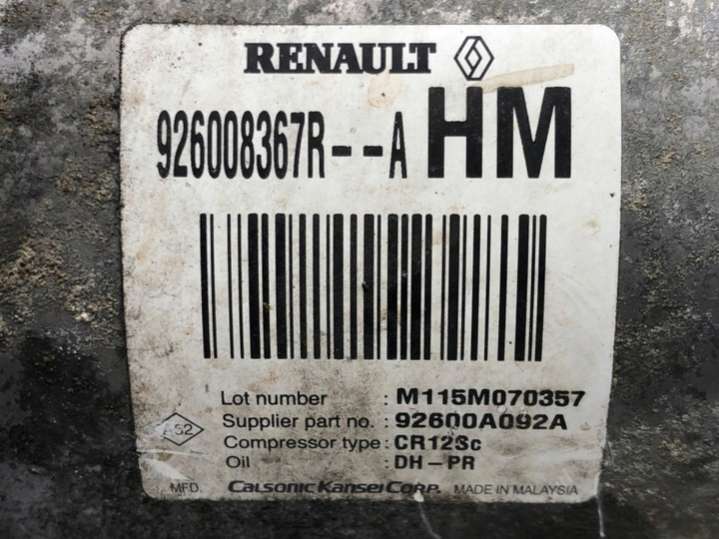 RENAULT
926008367R--A HM
Lot number : M115M070357
Supplier part no. : 92600A092A
Compressor type : CR12Sc
Oil : DH-PR
A52
MFD. CALSONIC KANSEI CORP. MADE IN MALAYSIA